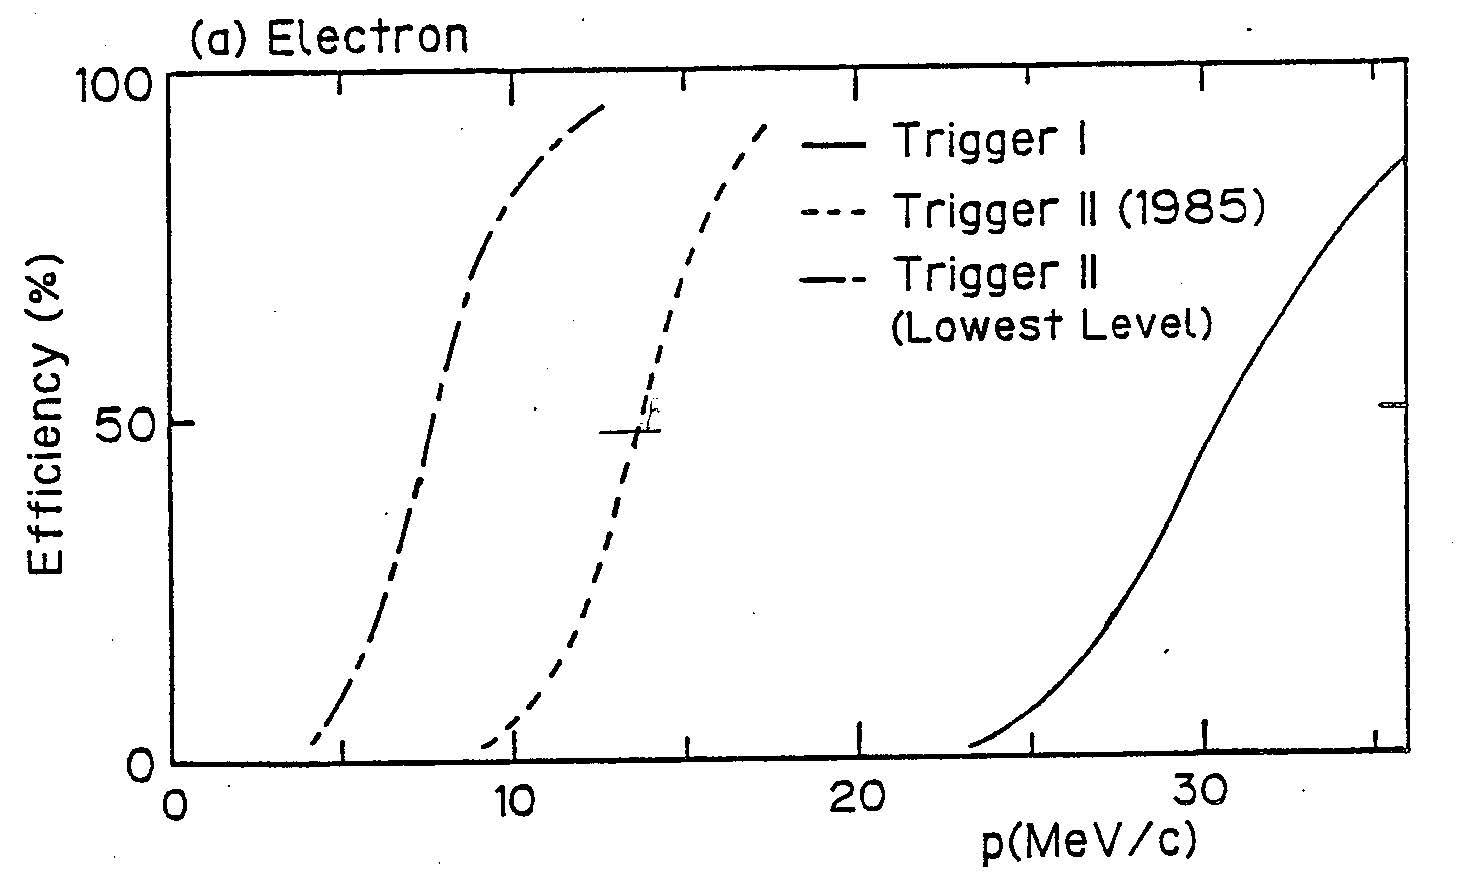 (a) Electron
100
50
0
Efficiency (%)
Trigger I
Trigger II (1985)
Trigger II
(Lowest Level)
0 10 20 30
p(MeV/c)